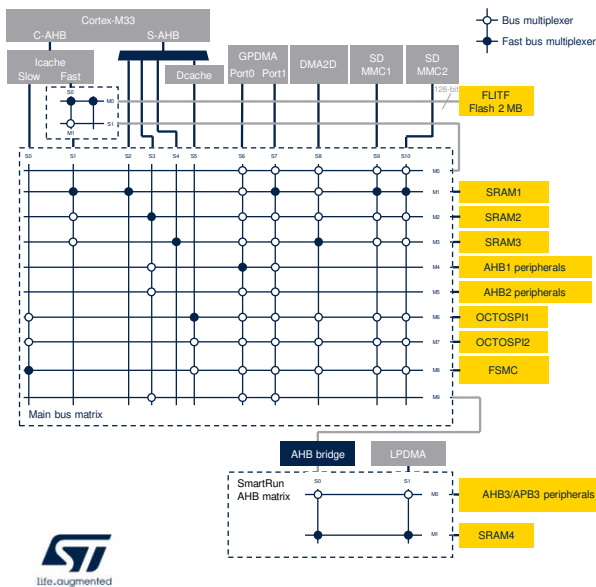 Cortex-M33
C-AHB S-AHB
Bus multiplexer
Fast bus multiplexer
Icache
Slow Fast
Dcache
GPDMA
Port0 Port1
DMA2D
SD
MMC1
SD
MMC2
128-bit
FLITF
Flash 2 MB
S0
M0
S1
M1
S0 S1 S2 S3 S4 S5 S6 S7 S8 S9 S10
M0
M1 SRAM1
M2 SRAM2
M3 SRAM3
M4 AHB1 peripherals
M5 AHB2 peripherals
M6 OCTOSPI1
M7 OCTOSPI2
M8 FSMC
M9
Main bus matrix
AHB bridge LPDMA
SmartRun
AHB matrix
S0 S1
M0 AHB3/APB3 peripherals
M1 SRAM4
ST
life.augmented